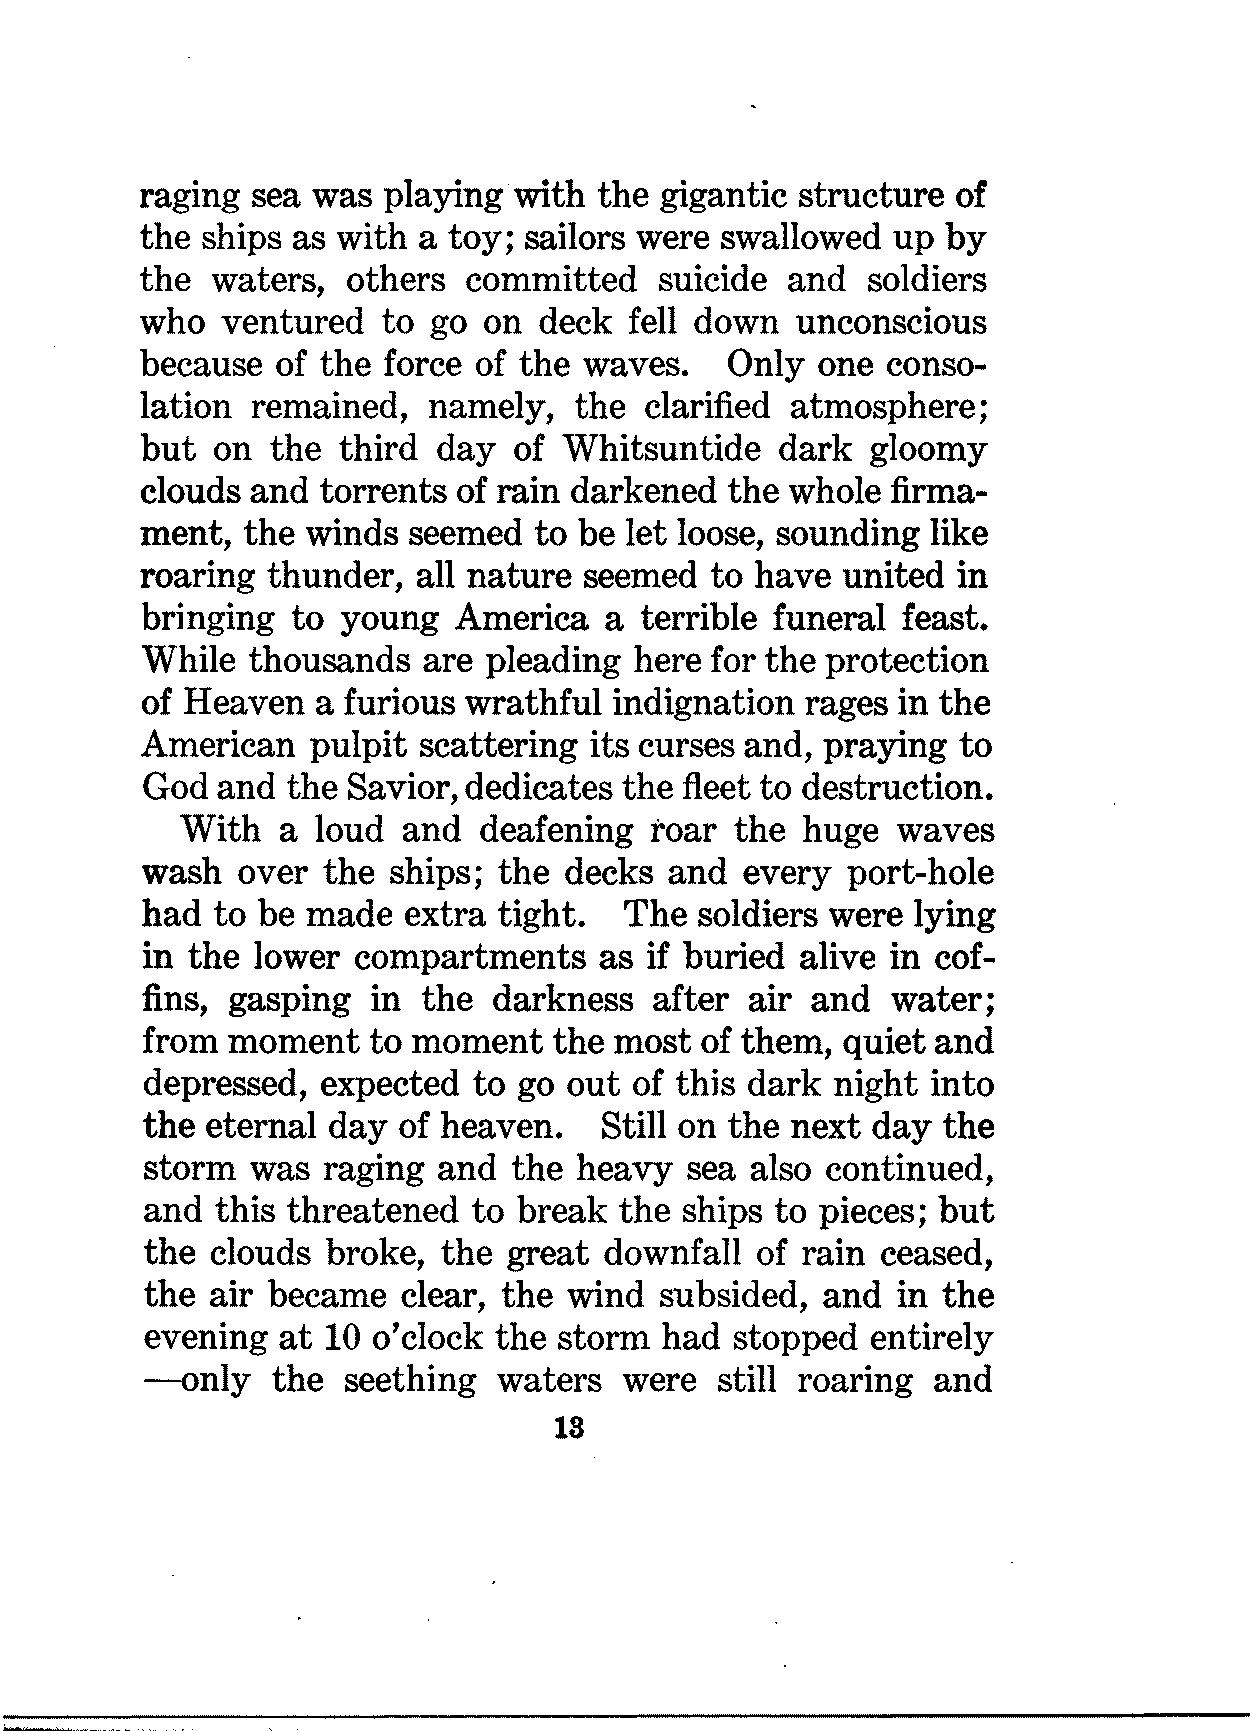 raging sea was playing with the gigantic structure of
the ships as with a toy; sailors were swallowed up by
the waters, others committed suicide and soldiers
who ventured to go on deck fell down unconscious
because of the force of the waves. Only one conso-
lation remained, namely, the clarified atmosphere;
but on the third day of Whitsuntide dark gloomy
clouds and torrents of rain darkened the whole firma-
ment, the winds seemed to be let loose, sounding like
roaring thunder, all nature seemed to have united in
bringing to young America a terrible funeral feast.
While thousands are pleading here for the protection
of Heaven a furious wrathful indignation rages in the
American pulpit scattering its curses and, praying to
God and the Savior, dedicates the fleet to destruction.
With a loud and deafening roar the huge waves
wash over the ships; the decks and every port-hole
had to be made extra tight. The soldiers were lying
in the lower compartments as if buried alive in cof-
fins, gasping in the darkness after air and water;
from moment to moment the most of them, quiet and
depressed, expected to go out of this dark night into
the eternal day of heaven. Still on the next day the
storm was raging and the heavy sea also continued,
and this threatened to break the ships to pieces; but
the clouds broke, the great downfall of rain ceased,
the air became clear, the wind subsided, and in the
evening at 10 o'clock the storm had stopped entirely
—only the seething waters were still roaring and
13